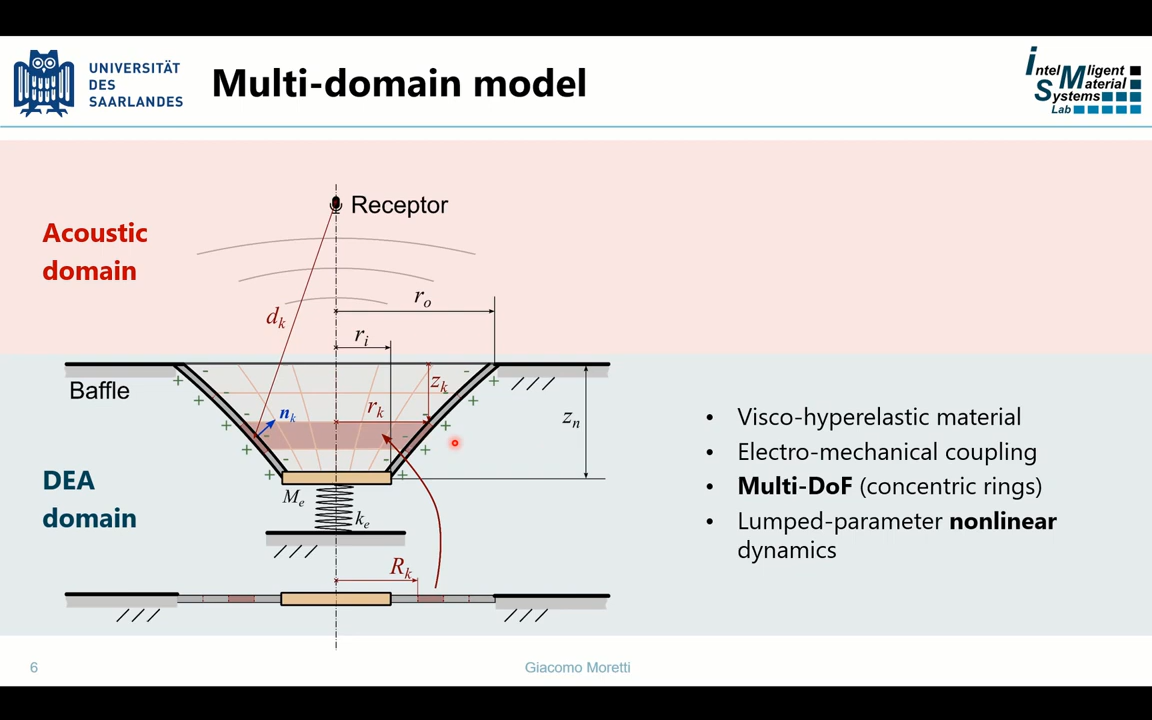 UNIVERSITÄT
DES
SAARLANDES
Multi-domain model
intelligent
Material
Systems
Lab
Acoustic
domain
Receptor
d_k
r_o
r_i
Baffle
z_k
n_k
r_k
z_n
DEA
domain
M_e
k_e
R_k
+ + + + + + + + + +
- - - - - - - - - -
• Visco-hyperelastic material
• Electro-mechanical coupling
• Multi-DoF (concentric rings)
• Lumped-parameter nonlinear
dynamics
6
Giacomo Moretti